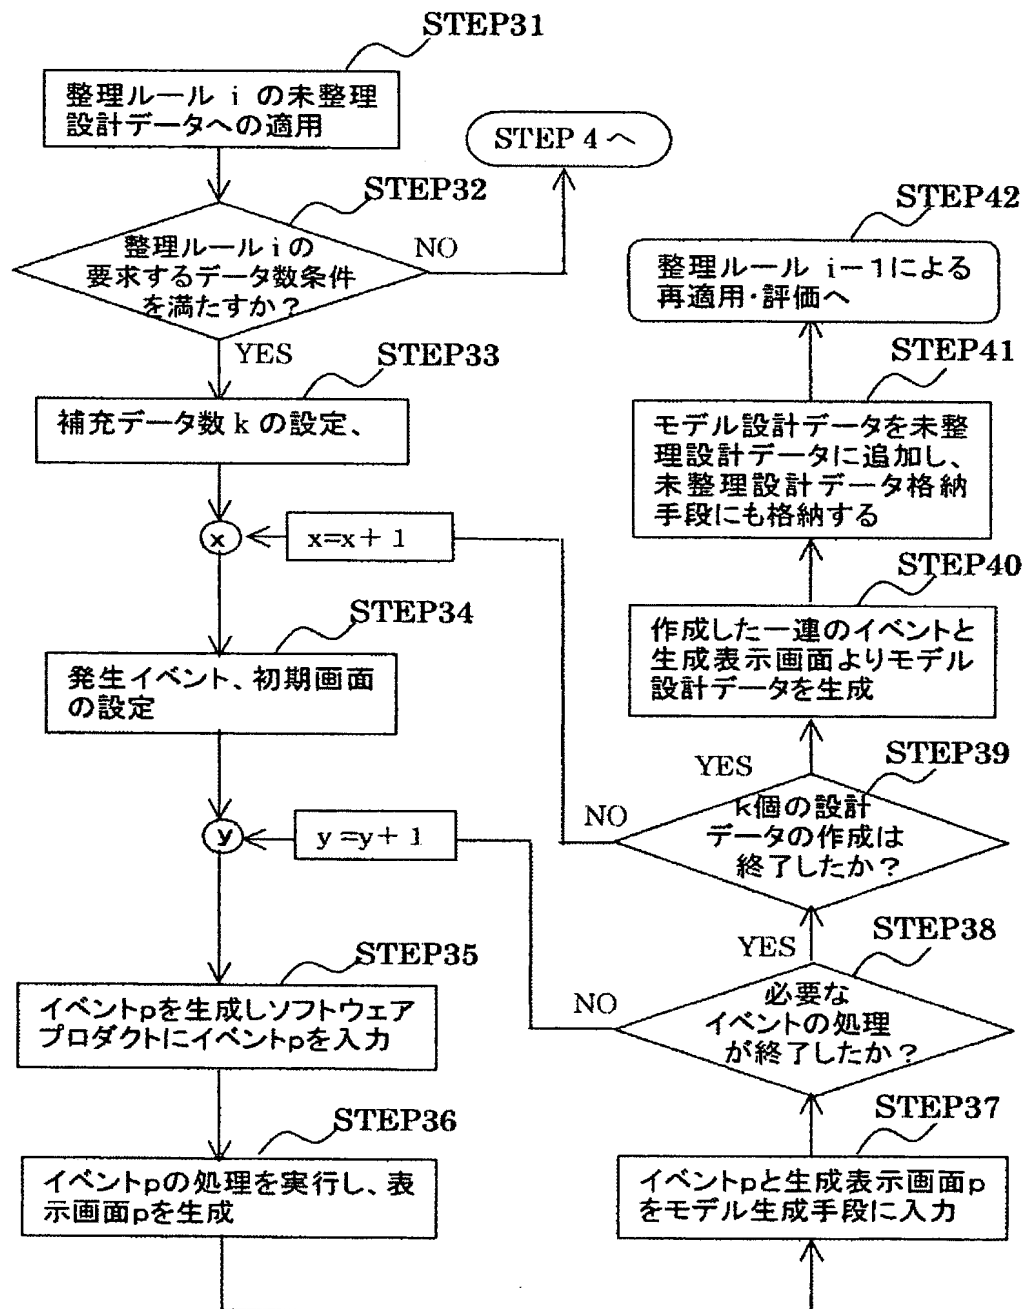 STEP31
整理ルール i の未整理
設計データへの適用
STEP 4 へ
STEP32
整理ルール i の
要求するデータ数条件
を満たすか？
NO
YES
STEP33
補充データ数 k の設定、
x
x=x+1
STEP34
発生イベント、初期画面
の設定
y
y=y+1
STEP35
イベントpを生成しソフトウェア
プロダクトにイベントpを入力
STEP36
イベントpの処理を実行し、表
示画面pを生成
STEP42
整理ルール i-1による
再適用・評価へ
STEP41
モデル設計データを未整
理設計データに追加し、
未整理設計データ格納
手段にも格納する
STEP40
作成した一連のイベントと
生成表示画面よりモデル
設計データを生成
YES
STEP39
NO
k個の設計
データの作成は
終了したか？
YES
STEP38
NO
必要な
イベントの処理
が終了したか？
STEP37
イベントpと生成表示画面p
をモデル生成手段に入力